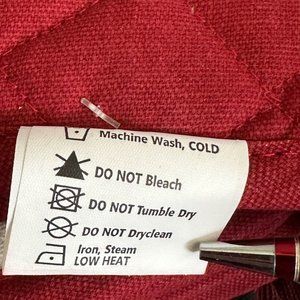 Machine Wash, COLD
DO NOT Bleach
DO NOT Tumble Dry
DO NOT Dryclean
Iron, Steam
LOW HEAT